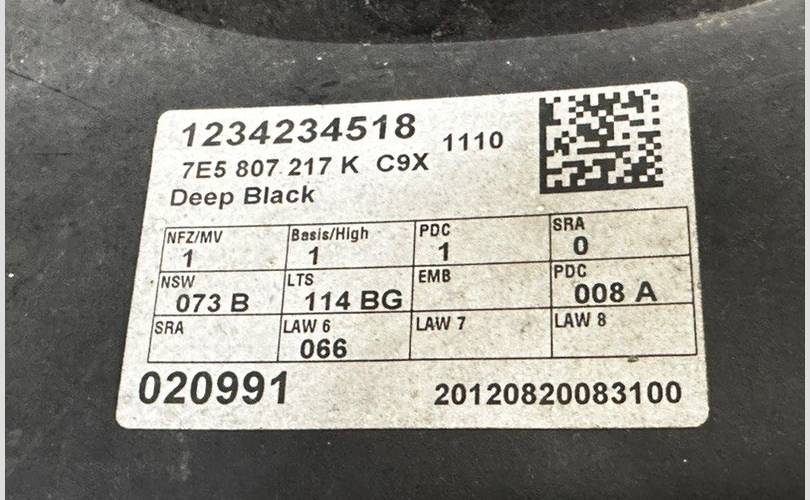 1234234518 1110
7E5 807 217 K C9X
Deep Black
NFZ/MV Basis/High PDC SRA
1 1 1 0
NSW LTS EMB PDC
073 B 114 BG 008 A
SRA LAW 6 LAW 7 LAW 8
066
020991 20120820083100